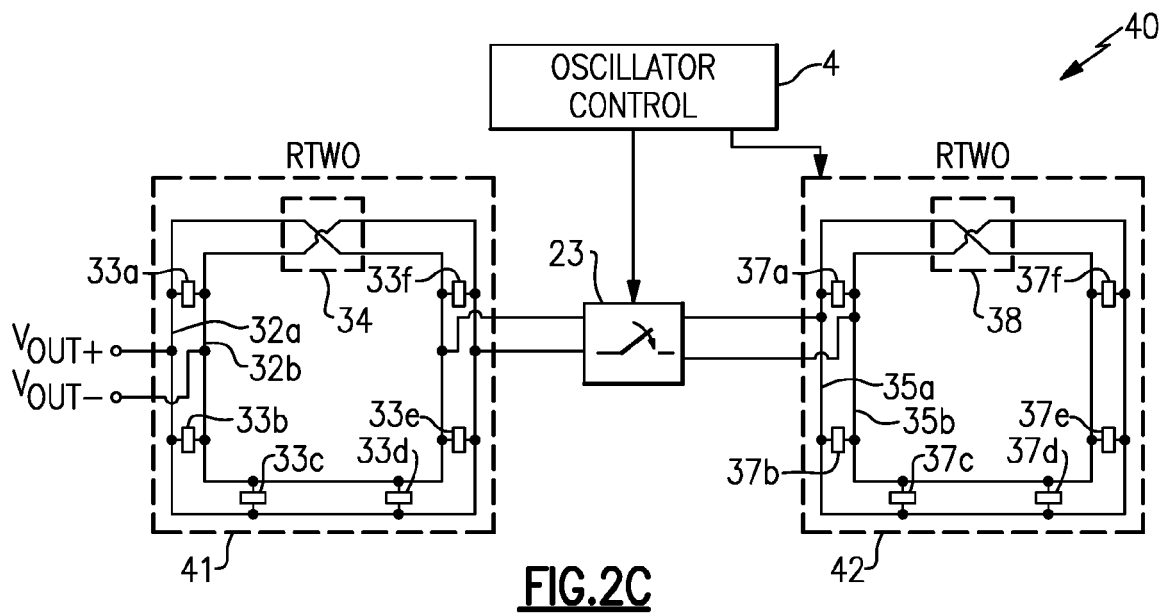 40
OSCILLATOR
CONTROL
4
RTWO
RTWO
23
33a
33f
37a
37f
34
38
32a
VOUT+
32b
VOUT−
35a
33b
33e
35b
37e
33c
33d
37b
37c
37d
41
42
FIG.2C